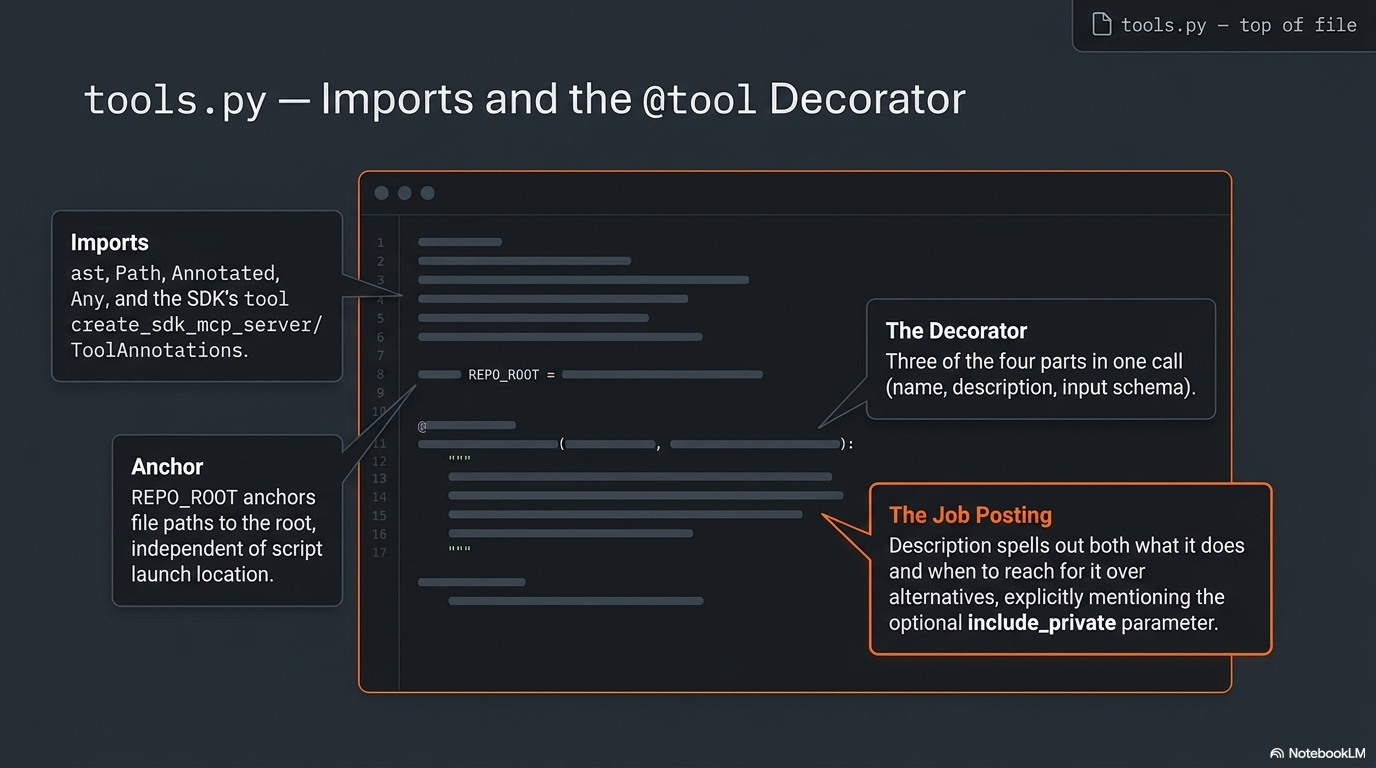 tools.py — top of file
tools.py — Imports and the @tool Decorator
Imports
ast, Path, Annotated,
Any, and the SDK's tool
create_sdk_mcp_server/
ToolAnnotations.
Anchor
REPO_ROOT anchors
file paths to the root,
independent of script
launch location.
1
2
3
4
5
6
7
8 REPO_ROOT =
9
10
@
11 ( , ):
12 """
13
14
15
16
17 """
The Decorator
Three of the four parts in one call
(name, description, input schema).
The Job Posting
Description spells out both what it does
and when to reach for it over
alternatives, explicitly mentioning the
optional include_private parameter.
NotebookLM